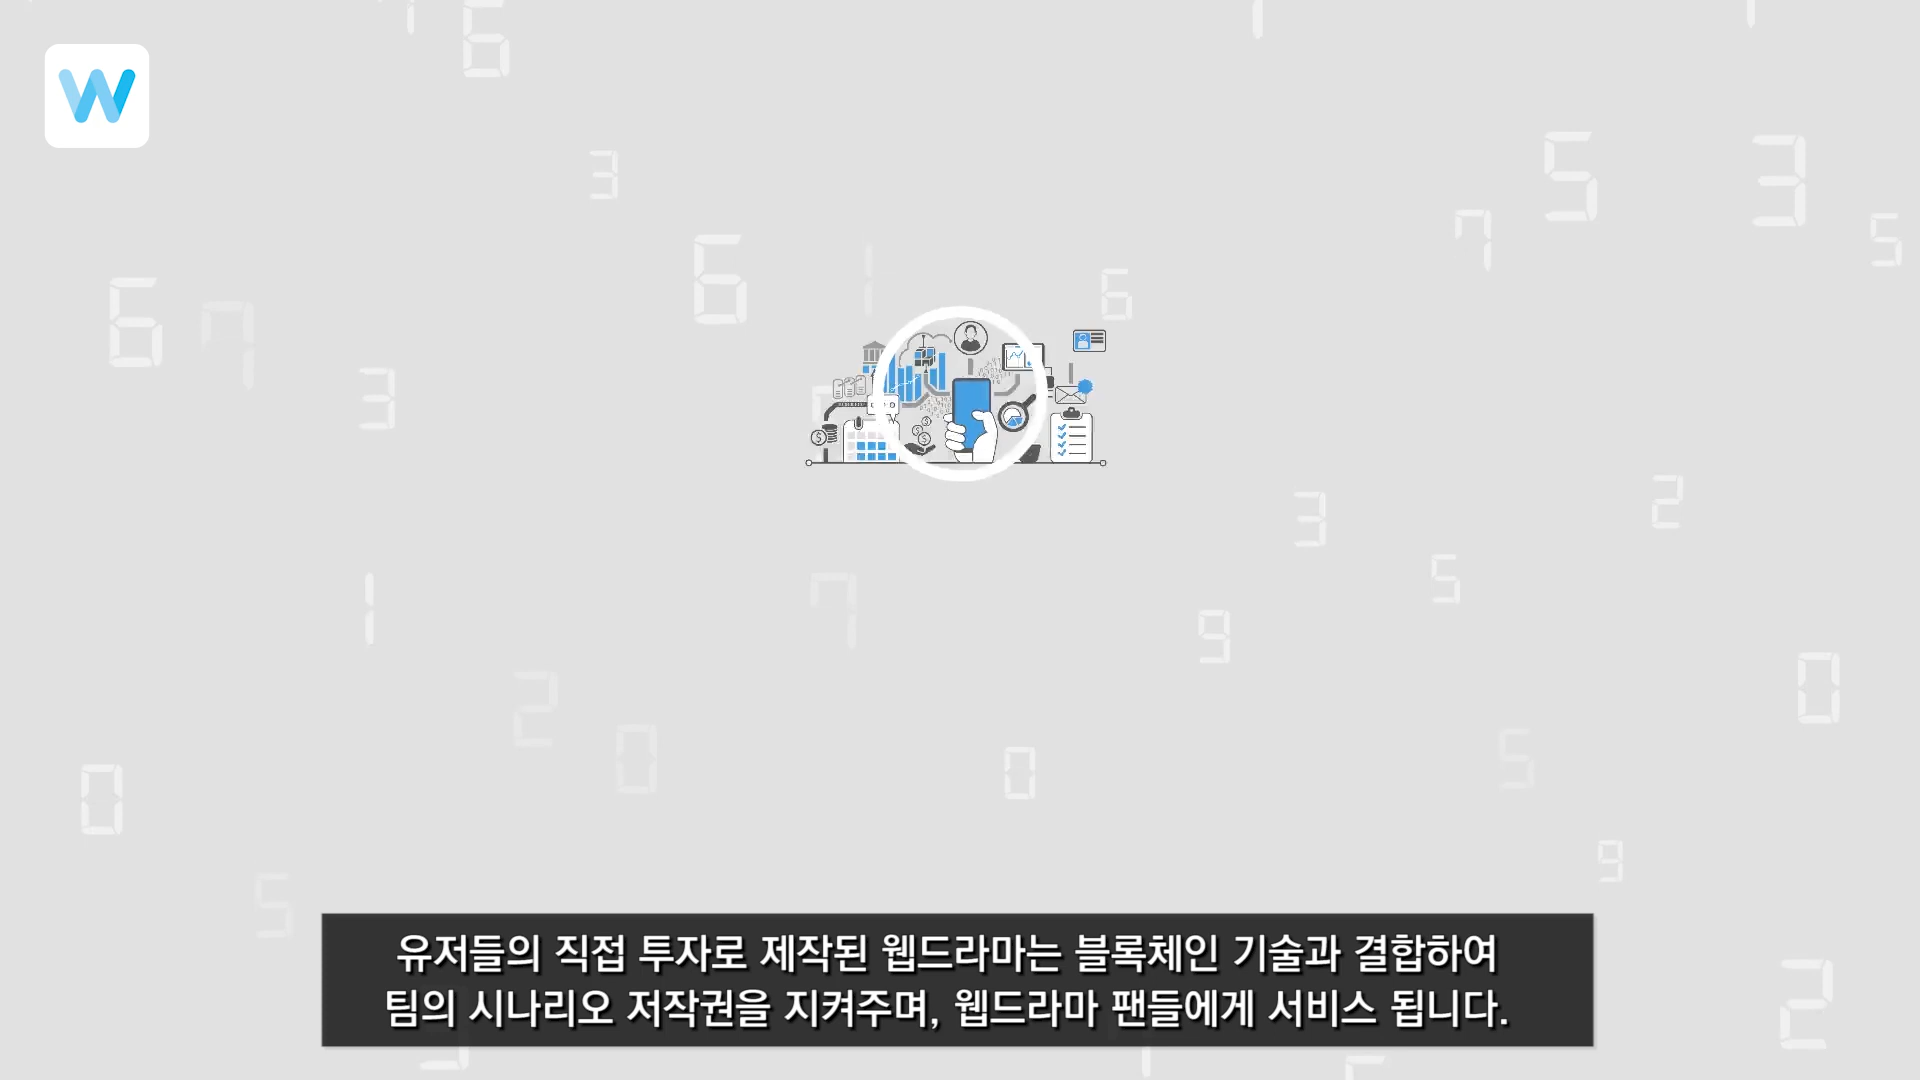 W
유저들의 직접 투자로 제작된 웹드라마는 블록체인 기술과 결합하여
팀의 시나리오 저작권을 지켜주며, 웹드라마 팬들에게 서비스 됩니다.